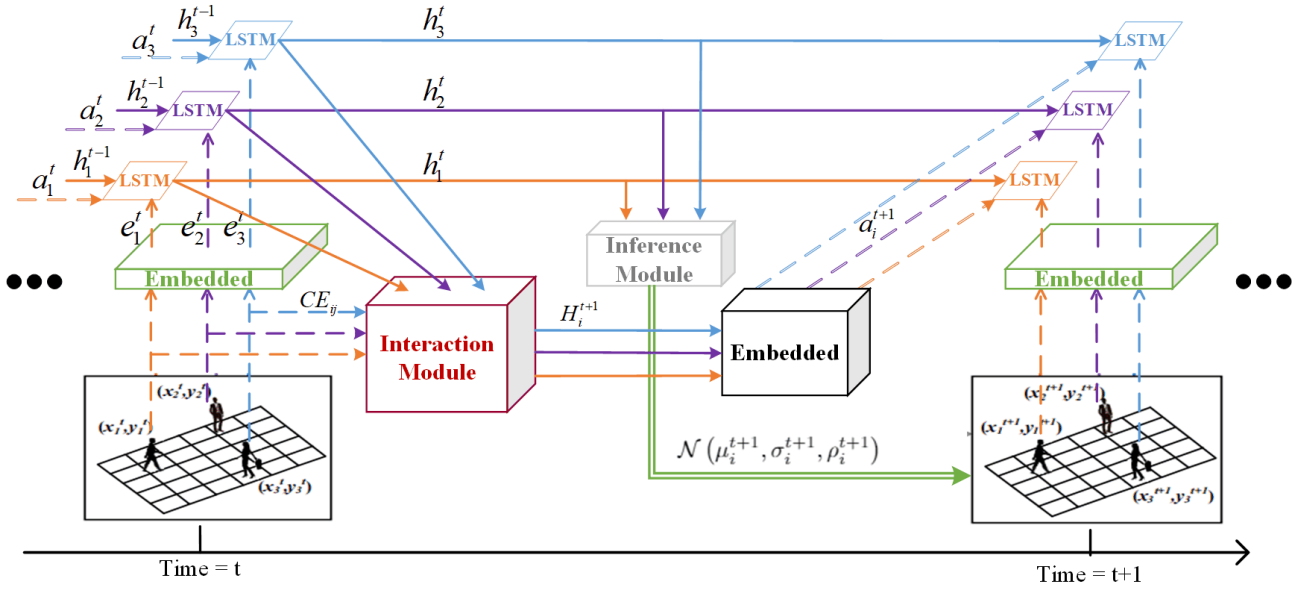 h_3^{t-1}
LSTM
h_3^t
LSTM
a_3^t
h_2^{t-1}
LSTM
h_2^t
LSTM
a_2^t
h_1^{t-1}
LSTM
h_1^t
LSTM
a_1^t
e_1^t
e_2^t
e_3^t
Inference
Module
a_i^{t+1}
Embedded
Embedded
CE_{ij}
Interaction
Module
H_i^{t+1}
Embedded
(x_2^t,y_2^t)
(x_1^t,y_1^t)
(x_3^t,y_3^t)
N(μ_i^{t+1}, σ_i^{t+1}, ρ_i^{t+1})
(x_2^{t+1},y_2^{t+1})
(x_1^{t+1},y_1^{t+1})
(x_3^{t+1},y_3^{t+1})
Time = t
Time = t+1